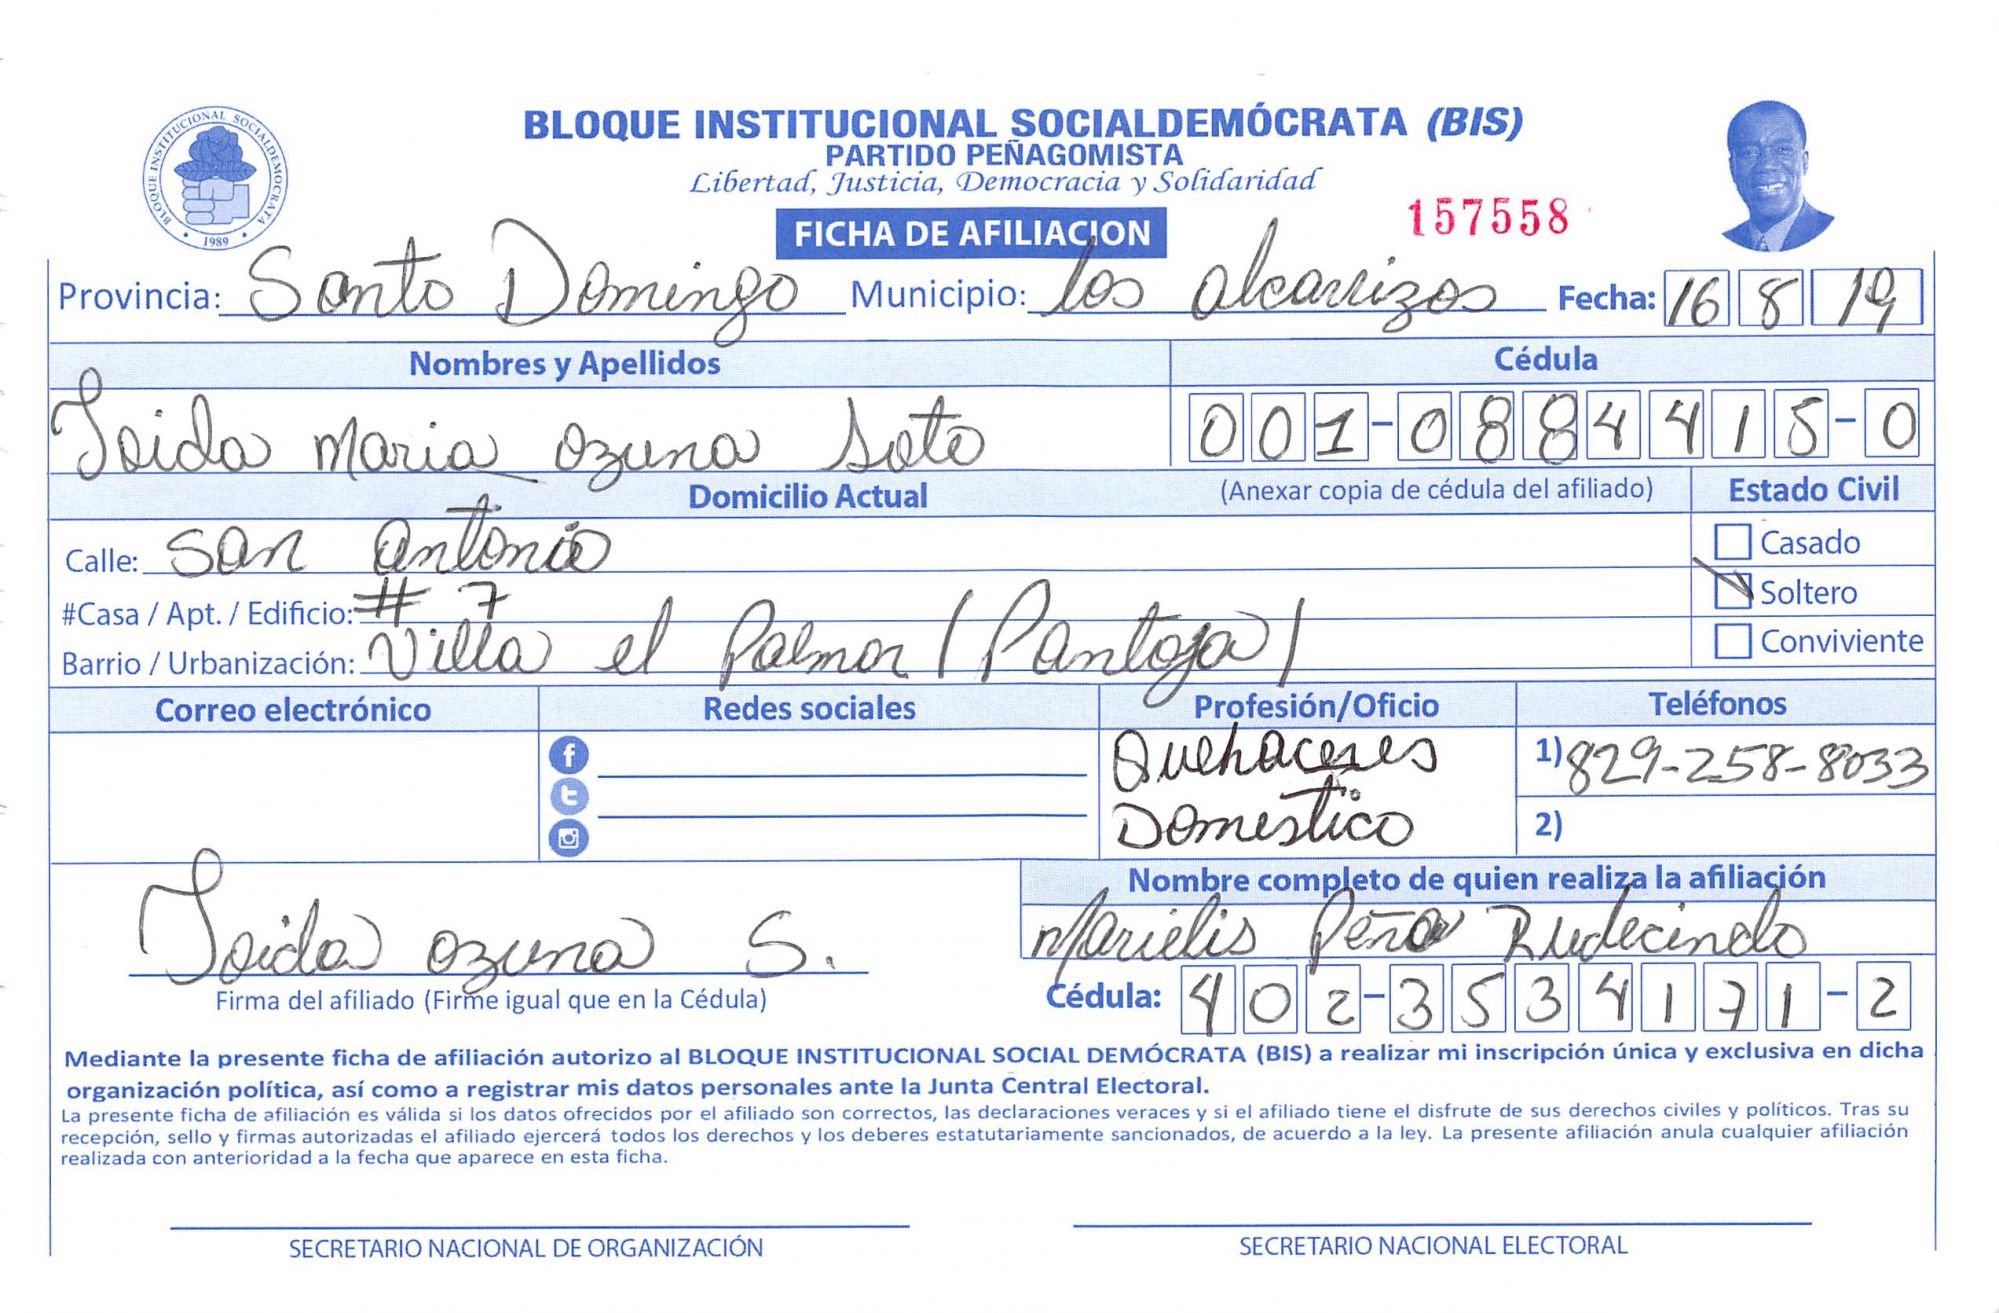 BLOQUE INSTITUCIONAL SOCIALDEMÓCRATA (BIS)
PARTIDO PEÑAGOMISTA
Libertad, Justicia, Democracia y Solidaridad
BLOQUE INSTITUCIONAL SOCIALDEMOCRATA
1989
FICHA DE AFILIACION
157558
Provincia: Santo Domingo Municipio: los alcarrizos Fecha: 16 8 19
Nombres y Apellidos Cédula
Isida Maria Ozuna Soto 001-0884415-0
Domicilio Actual (Anexar copia de cédula del afiliado) Estado Civil
Calle: San Antonio
Casado
#Casa / Apt. / Edificio: # 7
Soltero
Barrio / Urbanización: Villa el Palmar (Pantoja)
Conviviente
Correo electrónico Redes sociales Profesión/Oficio Teléfonos
Quehaceres 1) 829-258-8033
Domestico 2)
Nombre completo de quien realiza la afiliación
Isida Ozuna S. Marielis Peña Rudecindo
Firma del afiliado (Firme igual que en la Cédula) Cédula: 402-3534171-2
Mediante la presente ficha de afiliación autorizo al BLOQUE INSTITUCIONAL SOCIAL DEMÓCRATA (BIS) a realizar mi inscripción única y exclusiva en dicha
organización política, así como a registrar mis datos personales ante la Junta Central Electoral.
La presente ficha de afiliación es válida si los datos ofrecidos por el afiliado son correctos, las declaraciones veraces y si el afiliado tiene el disfrute de sus derechos civiles y políticos. Tras su
recepción, sello y firmas autorizadas el afiliado ejercerá todos los derechos y los deberes estatutariamente sancionados, de acuerdo a la ley. La presente afiliación anula cualquier afiliación
realizada con anterioridad a la fecha que aparece en esta ficha.
SECRETARIO NACIONAL DE ORGANIZACIÓN SECRETARIO NACIONAL ELECTORAL